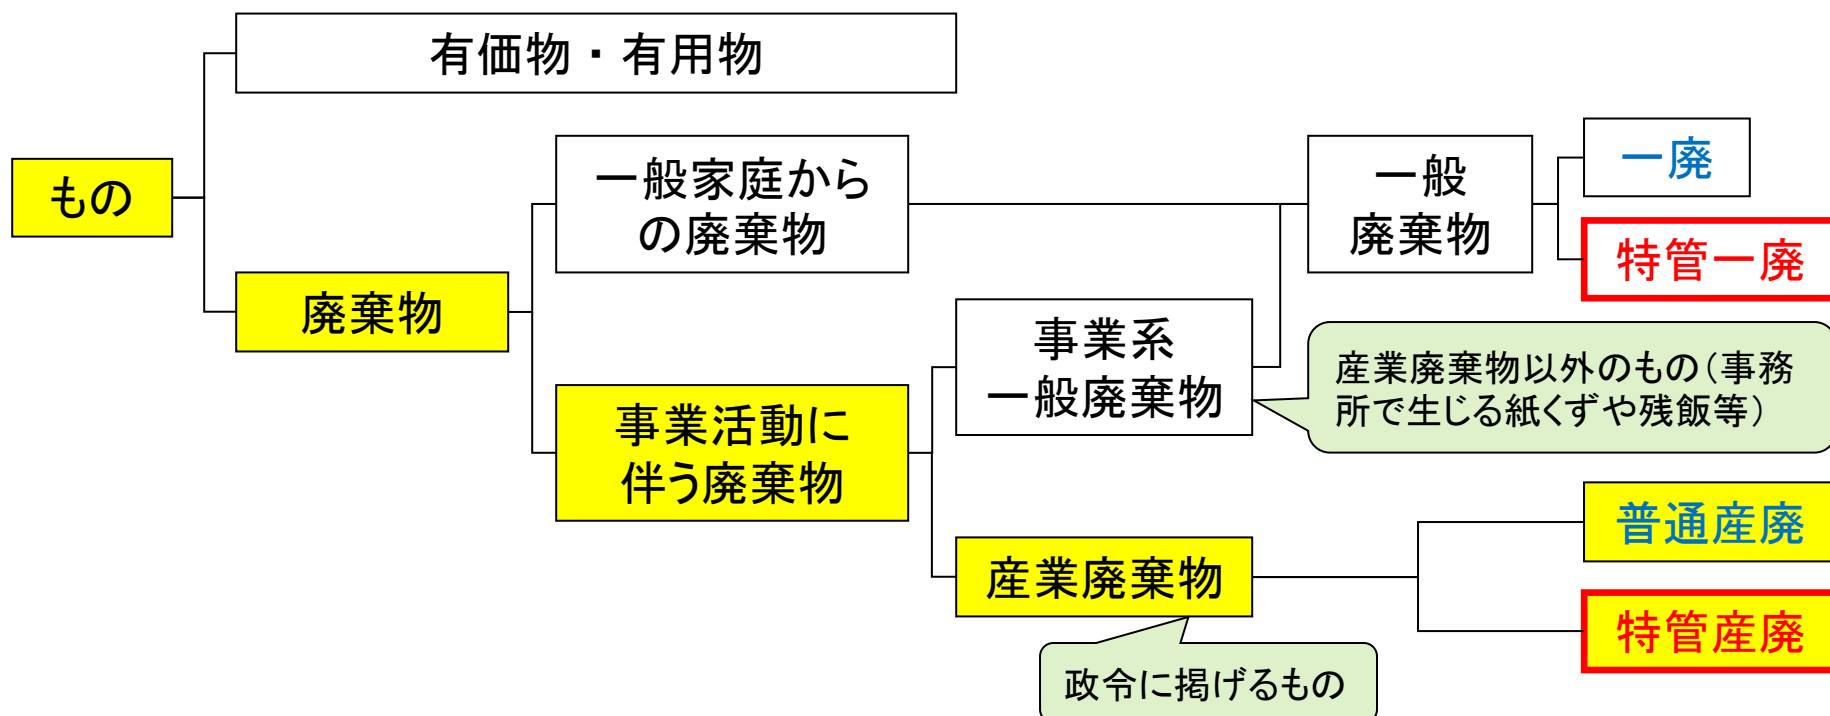 有価物・有用物
もの
廃棄物
一般家庭から
の廃棄物
事業活動に
伴う廃棄物
事業系
一般廃棄物
産業廃棄物
一般
廃棄物
一廃
特管一廃
産業廃棄物以外のもの（事務
所で生じる紙くずや残飯等）
普通産廃
特管産廃
政令に掲げるもの